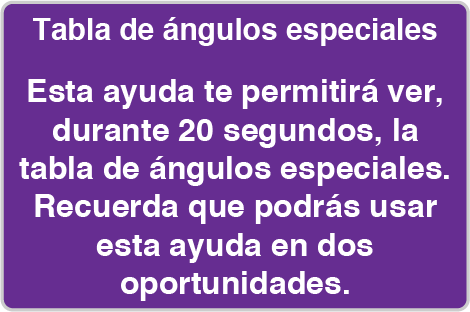 Tabla de ángulos especiales
Esta ayuda te permitirá ver,
durante 20 segundos, la
tabla de ángulos especiales.
Recuerda que podrás usar
esta ayuda en dos
oportunidades.